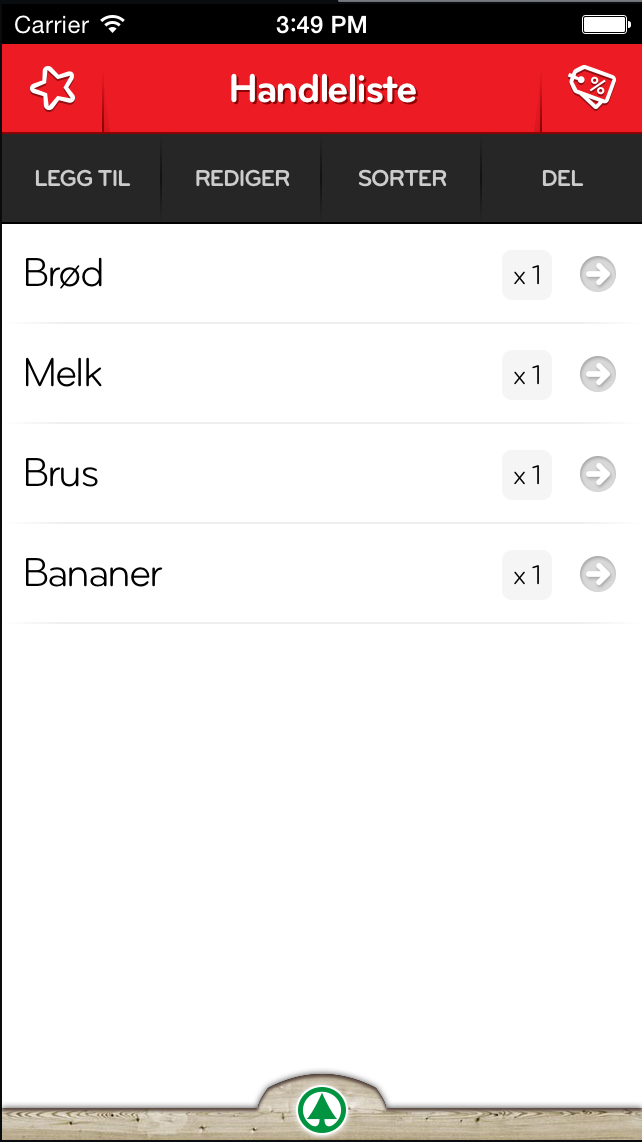 Carrier 3:49 PM
Handleliste %
LEGG TIL REDIGER SORTER DEL
Brød x 1
Melk x 1
Brus x 1
Bananer x 1